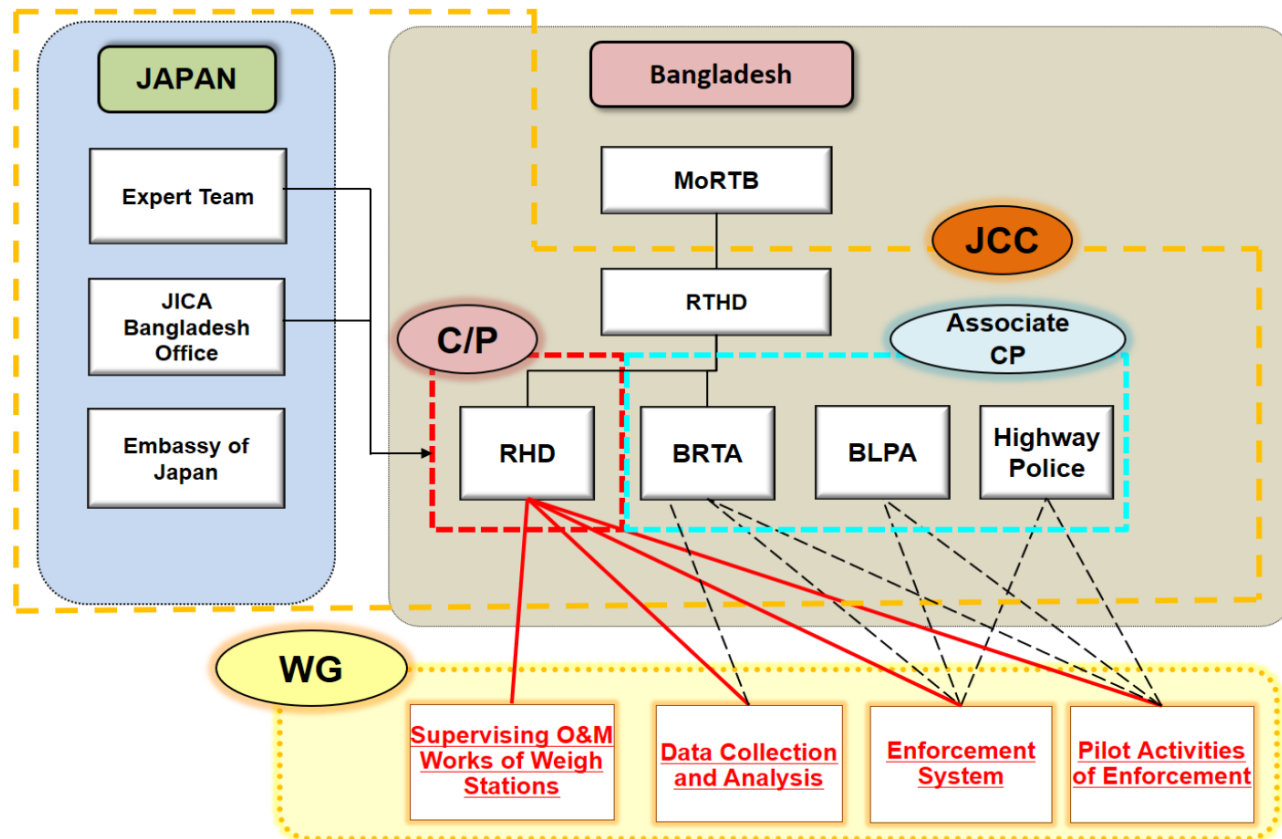 JAPAN
Expert Team
JICA
Bangladesh
Office
Embassy of
Japan
Bangladesh
MoRTB
JCC
RTHD
C/P
Associate
CP
RHD
BRTA
BLPA
Highway
Police
WG
Supervising O&M
Works of Weigh
Stations
Data Collection
and Analysis
Enforcement
System
Pilot Activities
of Enforcement